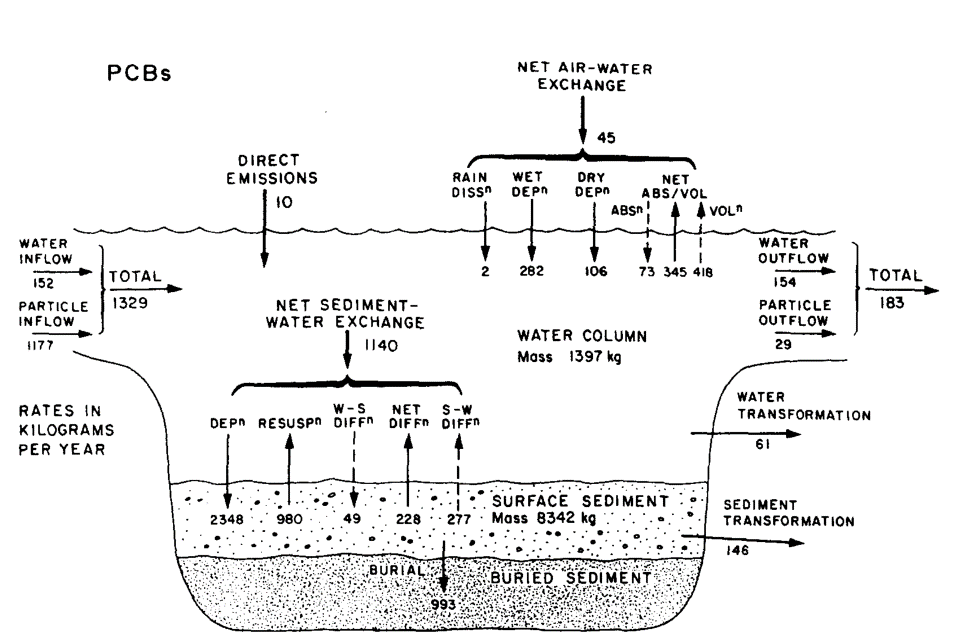 PCBs
NET AIR-WATER
EXCHANGE
45
DIRECT
EMISSIONS
10
RAIN
DISSⁿ
WET
DEPⁿ
DRY
DEPⁿ
NET
ABS/VOL
ABSⁿ
VOLⁿ
2
282
106
73
345
418
WATER
INFLOW
152
PARTICLE
INFLOW
1177
TOTAL
1329
WATER
OUTFLOW
154
PARTICLE
OUTFLOW
29
TOTAL
183
NET SEDIMENT-
WATER EXCHANGE
1140
WATER COLUMN
Mass 1397 kg
RATES IN
KILOGRAMS
PER YEAR
DEPⁿ
RESUSPⁿ
W-S
DIFFⁿ
NET
DIFFⁿ
S-W
DIFFⁿ
WATER
TRANSFORMATION
61
2348
980
49
228
277
SURFACE SEDIMENT
Mass 8342 kg
SEDIMENT
TRANSFORMATION
146
BURIAL
993
BURIED SEDIMENT